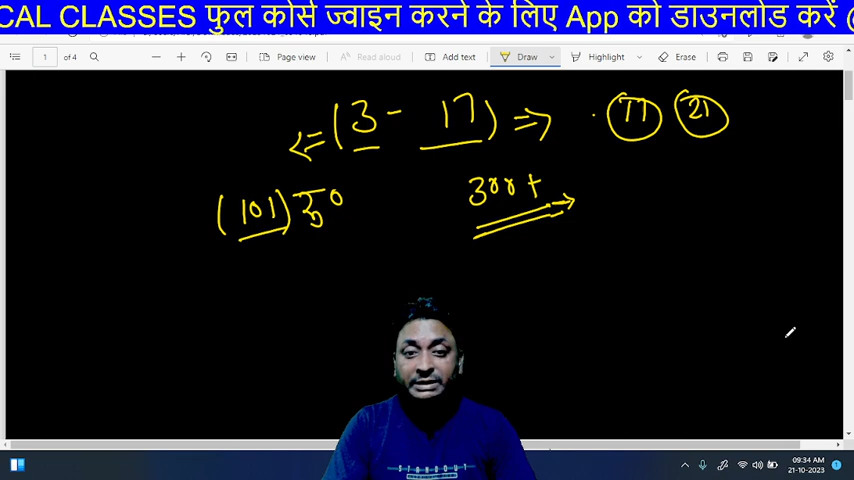 CAL CLASSES फुल कोर्स ज्वाइन करने के लिए App को डाउनलोड करें @
1 of 4 Page view Read aloud Add text Draw Highlight Erase
⇐ (3 - 17) ⇒ 77 21
(101) रु०
09:34 AM
21-10-2023